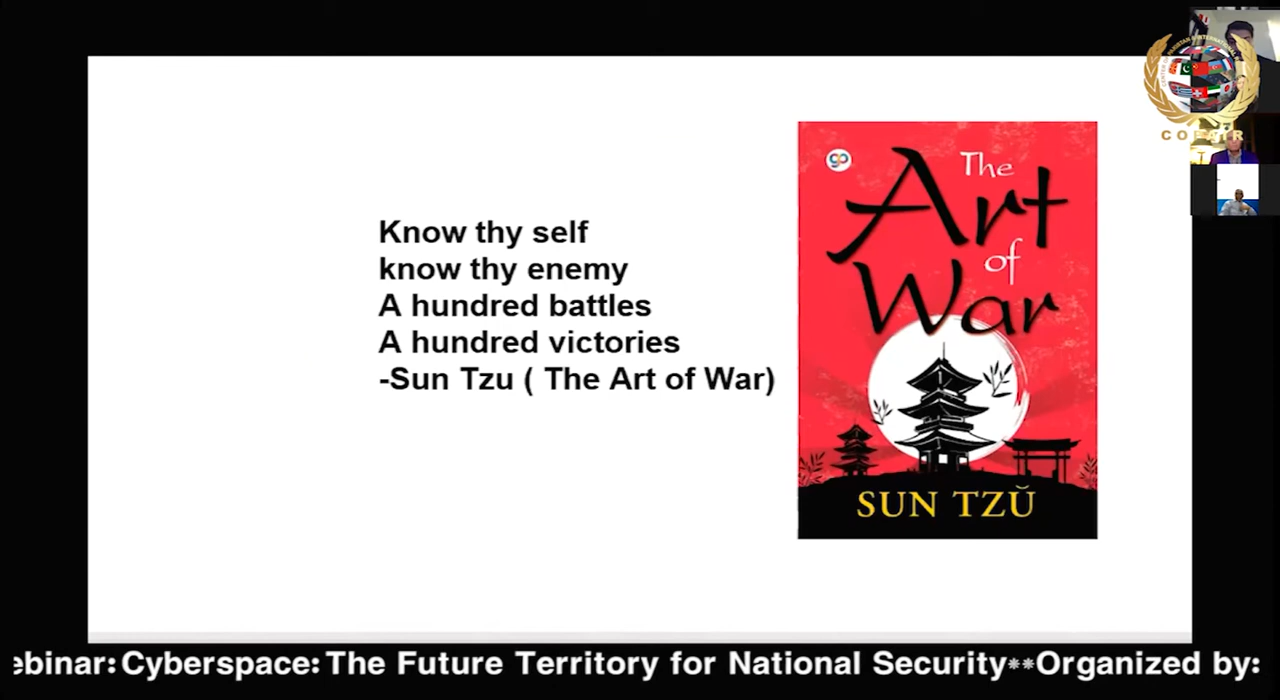 Know thy self
know thy enemy
A hundred battles
A hundred victories
-Sun Tzu ( The Art of War)
go
The
Art
of
War
SUN TZŬ
COPAIR
ebinar: Cyberspace: The Future Territory for National Security**Organized by: